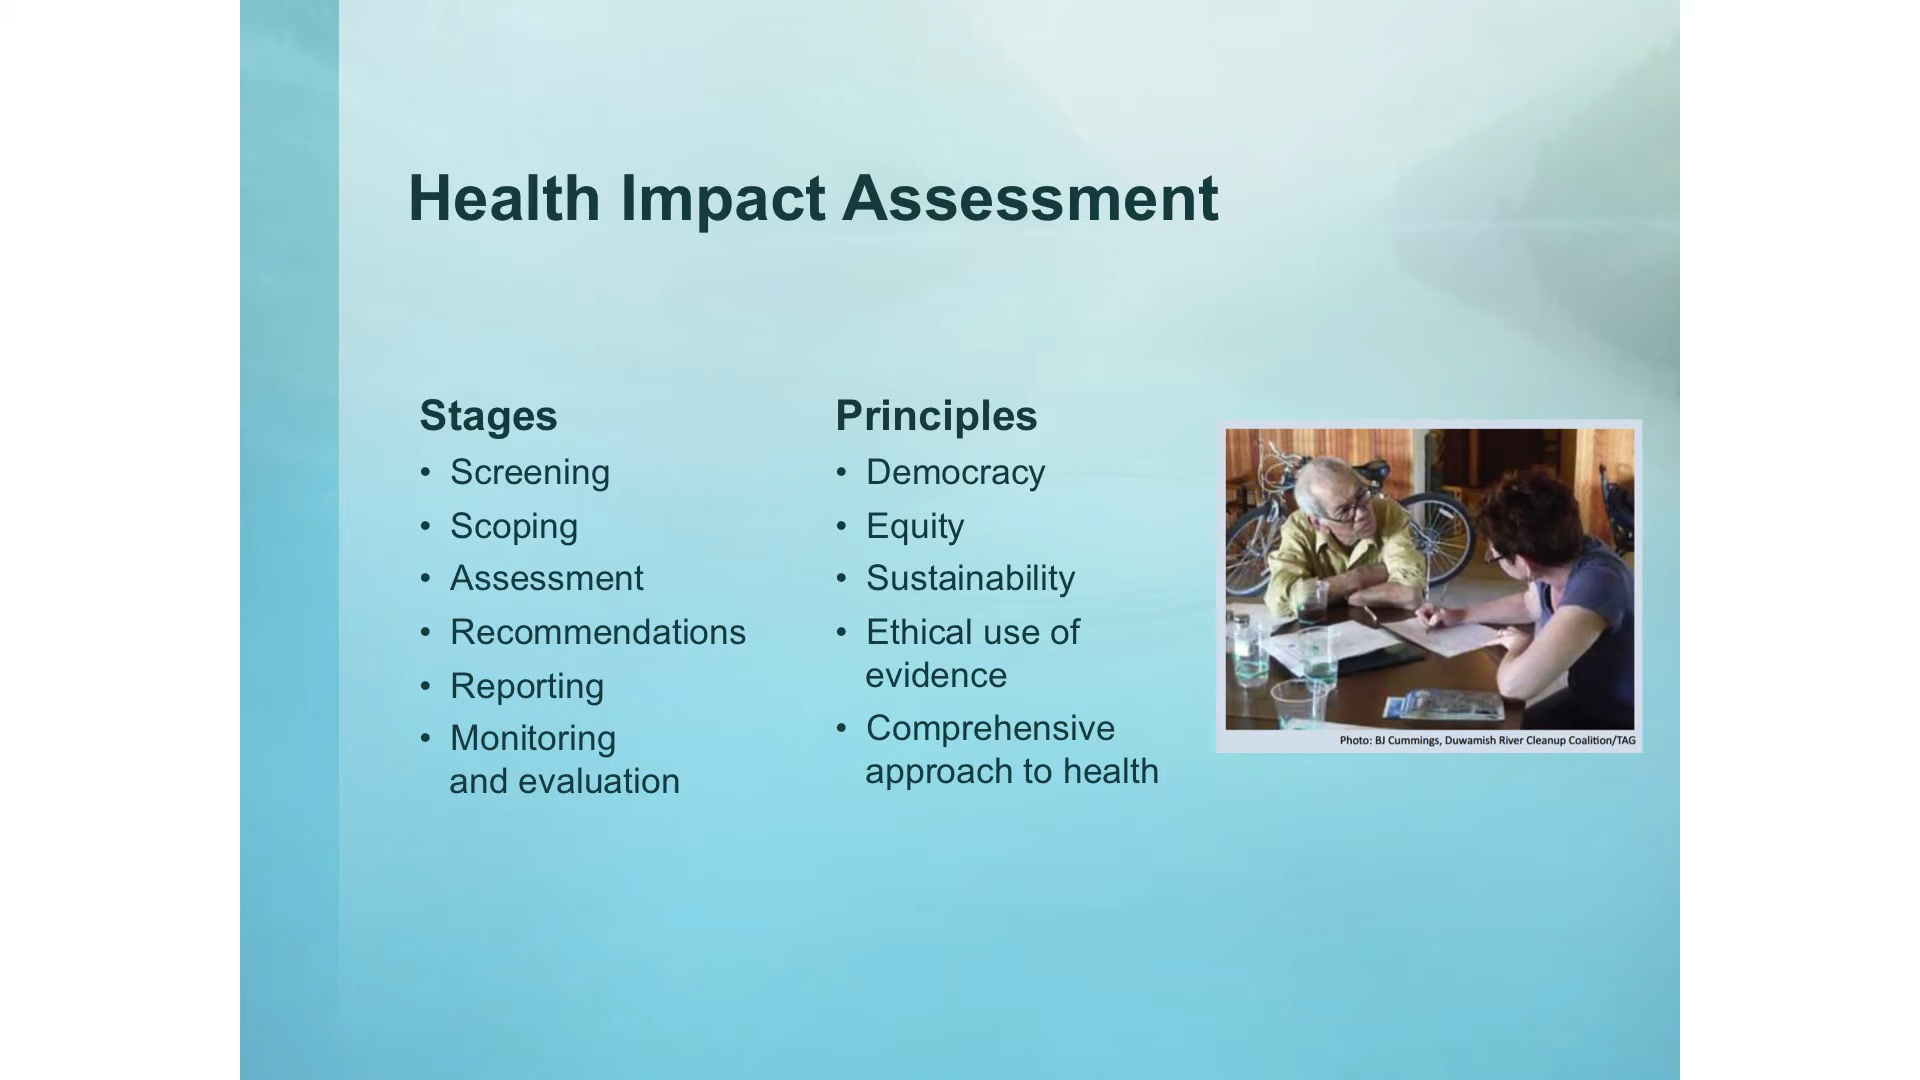 Health Impact Assessment
Stages
• Screening
• Scoping
• Assessment
• Recommendations
• Reporting
• Monitoring
and evaluation
Principles
• Democracy
• Equity
• Sustainability
• Ethical use of
evidence
• Comprehensive
approach to health
Photo: BJ Cummings, Duwamish River Cleanup Coalition/TAG